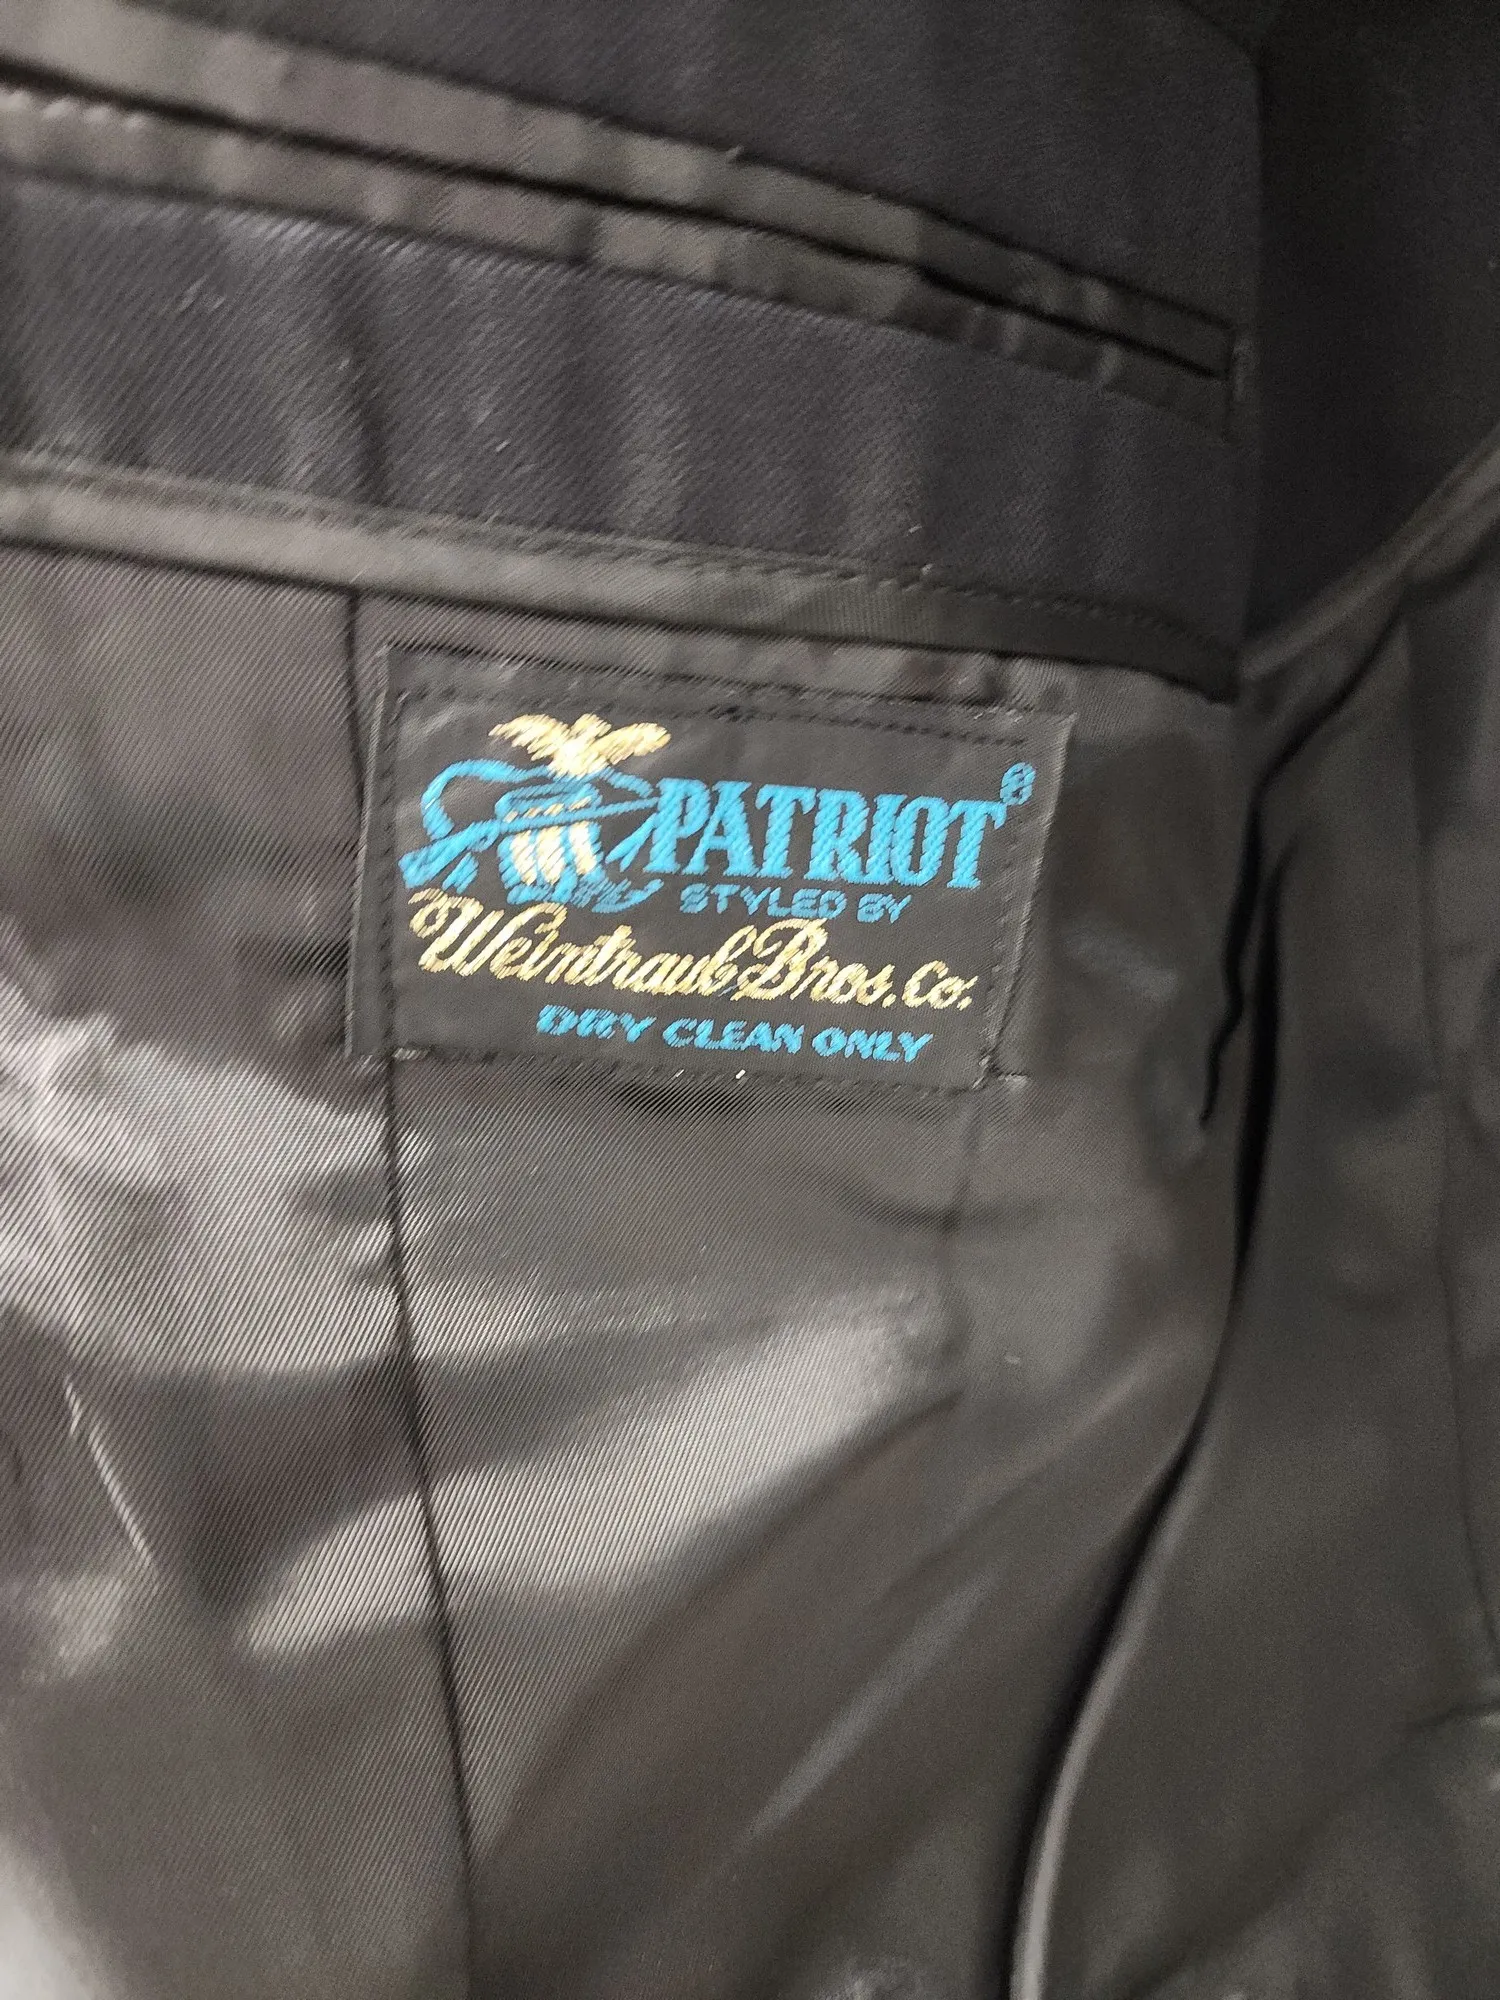 PATRIOT®
STYLED BY
Weintraub Bros. Co.
DRY CLEAN ONLY